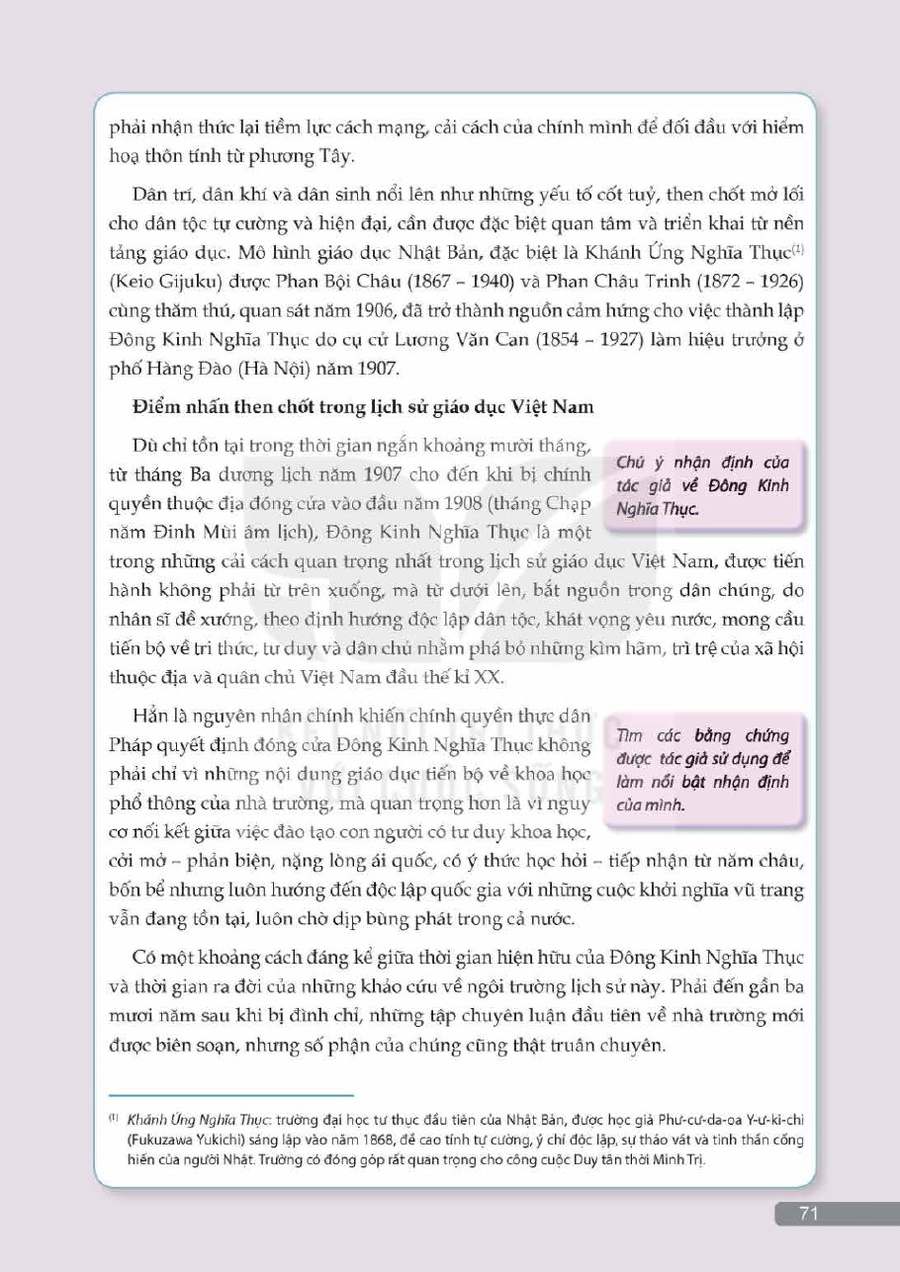 phải nhận thức lại tiềm lực cách mạng, cải cách của chính mình để đối đầu với hiểm
hoạ thôn tính từ phương Tây.
Dân trí, dân khí và dân sinh nổi lên như những yếu tố cốt tuỷ, then chốt mở lối
cho dân tộc tự cường và hiện đại, cần được đặc biệt quan tâm và triển khai từ nền
tảng giáo dục. Mô hình giáo dục Nhật Bản, đặc biệt là Khánh Ứng Nghĩa Thục(1)
(Keio Gijuku) được Phan Bội Châu (1867 – 1940) và Phan Châu Trinh (1872 – 1926)
cùng thăm thú, quan sát năm 1906, đã trở thành nguồn cảm hứng cho việc thành lập
Đông Kinh Nghĩa Thục do cụ cử Lương Văn Can (1854 – 1927) làm hiệu trưởng ở
phố Hàng Đào (Hà Nội) năm 1907.
Điểm nhấn then chốt trong lịch sử giáo dục Việt Nam
Dù chỉ tồn tại trong thời gian ngắn khoảng mười tháng,
từ tháng Ba dương lịch năm 1907 cho đến khi bị chính
quyền thuộc địa đóng cửa vào đầu năm 1908 (tháng Chạp
năm Đinh Mùi âm lịch), Đông Kinh Nghĩa Thục là một
trong những cải cách quan trọng nhất trong lịch sử giáo dục Việt Nam, được tiến
hành không phải từ trên xuống, mà từ dưới lên, bắt nguồn trong dân chúng, do
nhân sĩ đề xướng, theo định hướng độc lập dân tộc, khát vọng yêu nước, mong cầu
tiến bộ về tri thức, tư duy và dân chủ nhằm phá bỏ những kìm hãm, trì trệ của xã hội
thuộc địa và quân chủ Việt Nam đầu thế kỉ XX.
Chú ý nhận định của
tác giả về Đông Kinh
Nghĩa Thục.
Hẳn là nguyên nhân chính khiến chính quyền thực dân
Pháp quyết định đóng cửa Đông Kinh Nghĩa Thục không
phải chỉ vì những nội dung giáo dục tiến bộ về khoa học
phổ thông của nhà trường, mà quan trọng hơn là vì nguy
cơ nối kết giữa việc đào tạo con người có tư duy khoa học,
cởi mở – phản biện, nặng lòng ái quốc, có ý thức học hỏi – tiếp nhận từ năm châu,
bốn bể nhưng luôn hướng đến độc lập quốc gia với những cuộc khởi nghĩa vũ trang
vẫn đang tồn tại, luôn chờ dịp bùng phát trong cả nước.
Tìm các bằng chứng
được tác giả sử dụng để
làm nổi bật nhận định
của mình.
Có một khoảng cách đáng kể giữa thời gian hiện hữu của Đông Kinh Nghĩa Thục
và thời gian ra đời của những khảo cứu về ngôi trường lịch sử này. Phải đến gần ba
mươi năm sau khi bị đình chỉ, những tập chuyên luận đầu tiên về nhà trường mới
được biên soạn, nhưng số phận của chúng cũng thật truân chuyên.
(1) Khánh Ứng Nghĩa Thục: trường đại học tư thục đầu tiên của Nhật Bản, được học giả Phư-cư-da-oa Y-ư-ki-chi
(Fukuzawa Yukichi) sáng lập vào năm 1868, đề cao tính tự cường, ý chí độc lập, sự tháo vát và tinh thần cống
hiến của người Nhật. Trường có đóng góp rất quan trọng cho công cuộc Duy tân thời Minh Trị.
KẾT NỐI TRI THỨC
VỚI CUỘC SỐNG
71